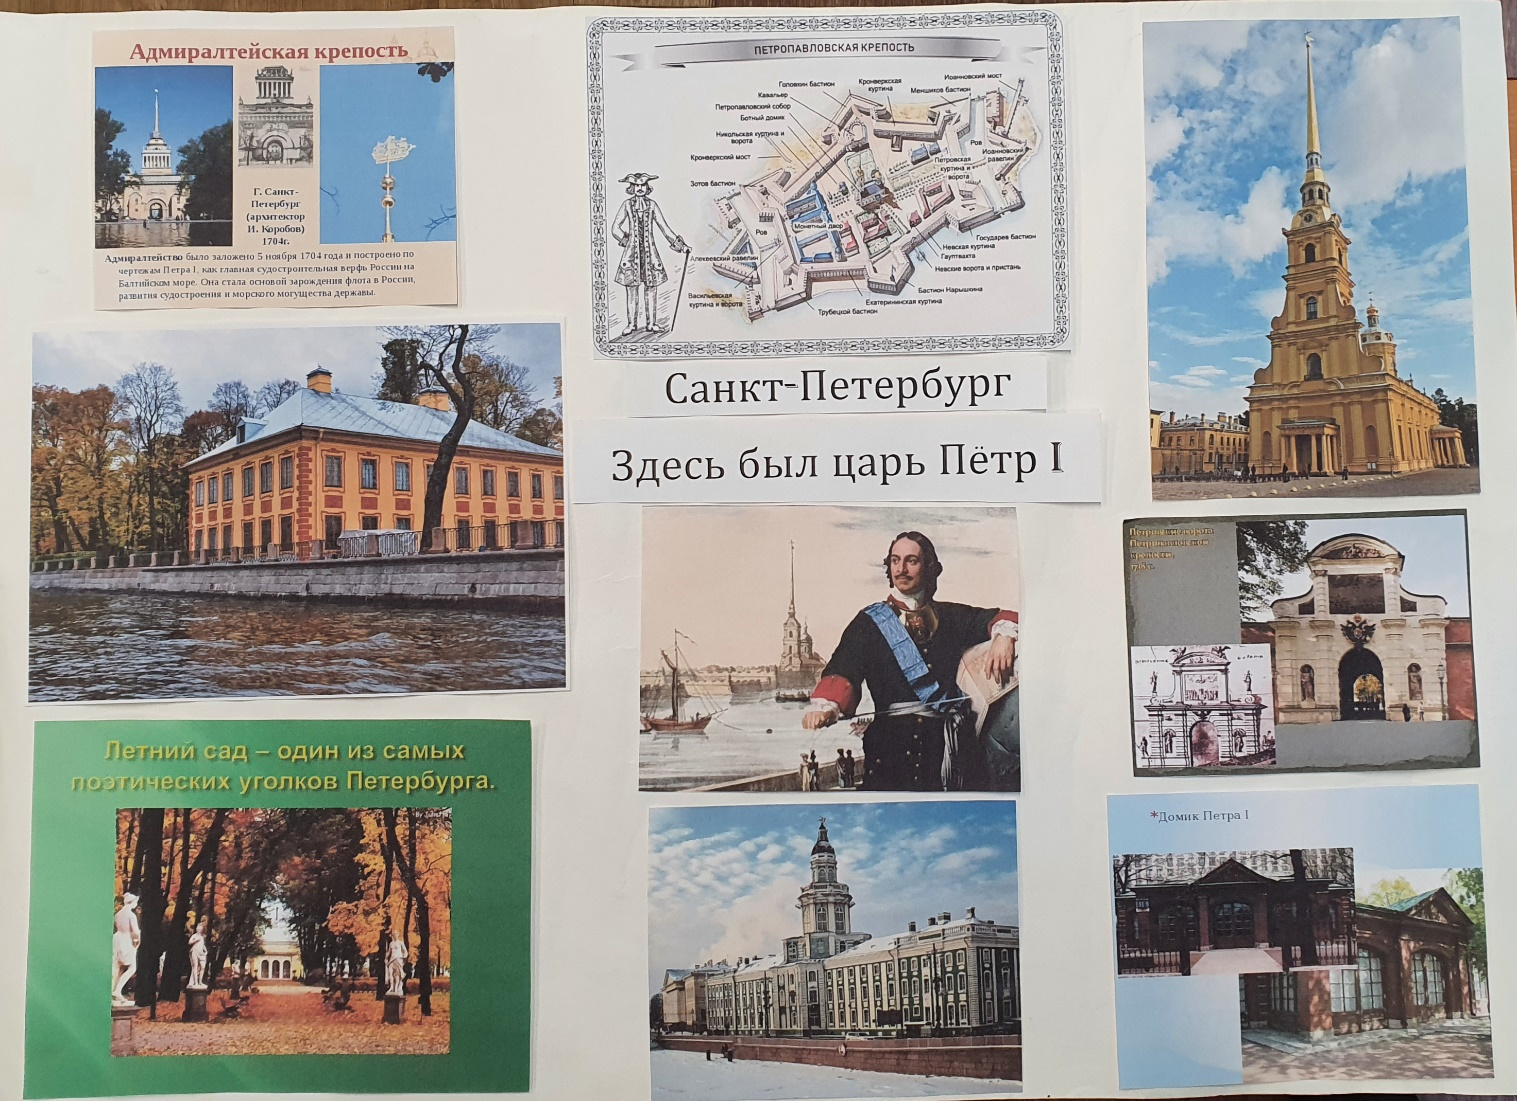 Адмиралтейская крепость
Г. Санкт-
Петербург
(архитектор
И. Коробов)
1704г.
Адмиралтейство было заложено 5 ноября 1704 года и построено по
чертежам Петра I, как главная судостроительная верфь России на
Балтийском море. Она стала основой зарождения флота в России,
развития судостроения и морского могущества державы.
ПЕТРОПАВЛОВСКАЯ КРЕПОСТЬ
Головкин бастион
Кронверкская
куртина
Иоанновский мост
Кавальер
Меншиков бастион
Петропавловский собор
Ботный домик
Никольская куртина и
ворота
Кронверкский мост
Ров
Иоанновский
равелин
Петровская
куртина и
ворота
Зотов бастион
Ров
Монетный двор
Государев бастион
Невская куртина
Гауптвахта
Алексеевский равелин
Невские ворота и пристань
Васильевская
куртина и ворота
Бастион Нарышкина
Екатерининская куртина
Трубецкой бастион
Санкт-Петербург
Здесь был царь Пётр I
Летний сад – один из самых
поэтических уголков Петербурга.
крепости.
*Домик Петра I